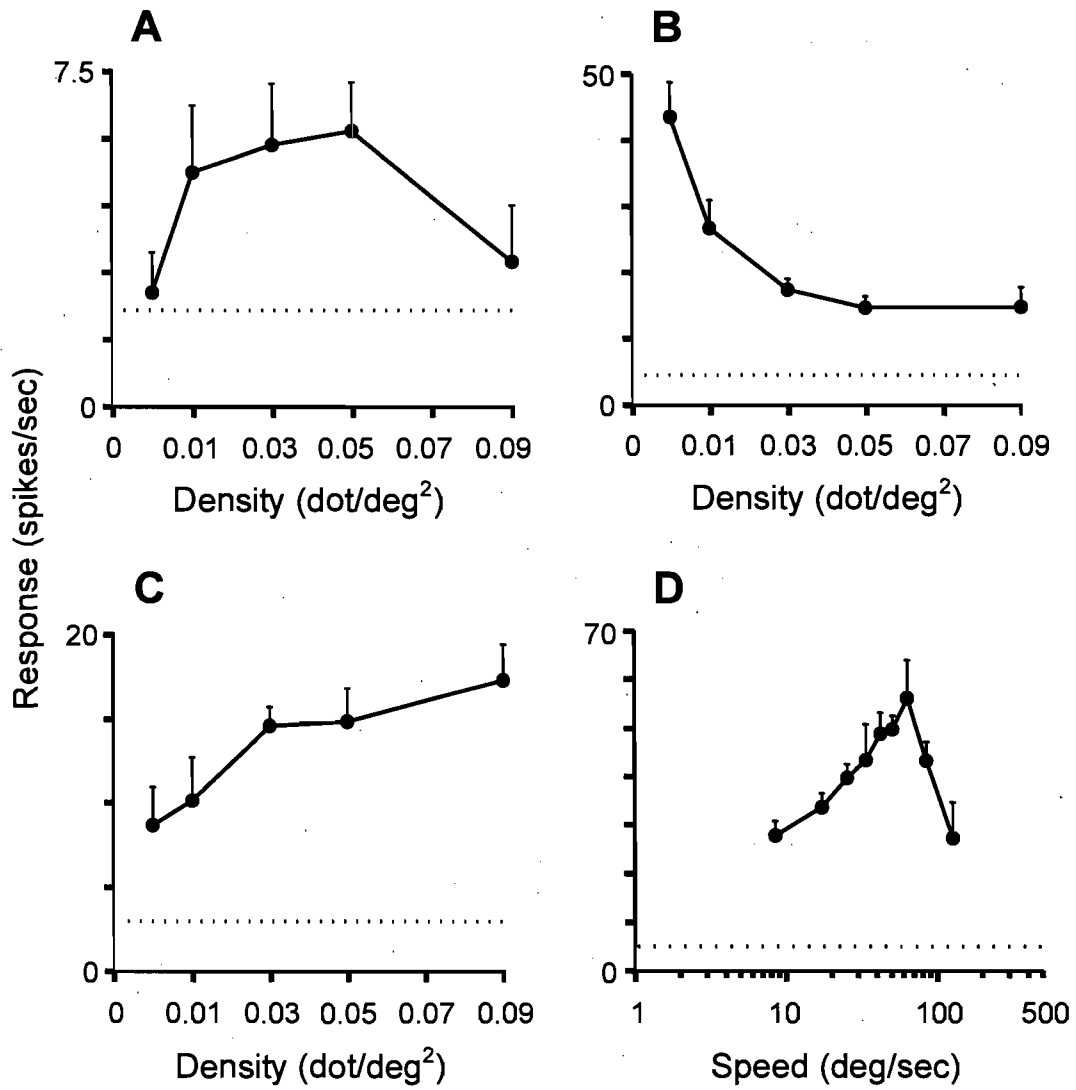 A
7.5
0
0 0.01 0.03 0.05 0.07 0.09
Density (dot/deg²)
B
50
0
0 0.01 0.03 0.05 0.07 0.09
Density (dot/deg²)
Response (spikes/sec)
C
20
0
0 0.01 0.03 0.05 0.07 0.09
Density (dot/deg²)
D
70
0
1 10 100 500
Speed (deg/sec)